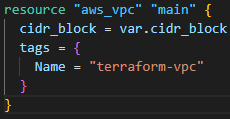 resource "aws_vpc" "main" {
  cidr_block = var.cidr_block
  tags = {
    Name = "terraform-vpc"
  }
}